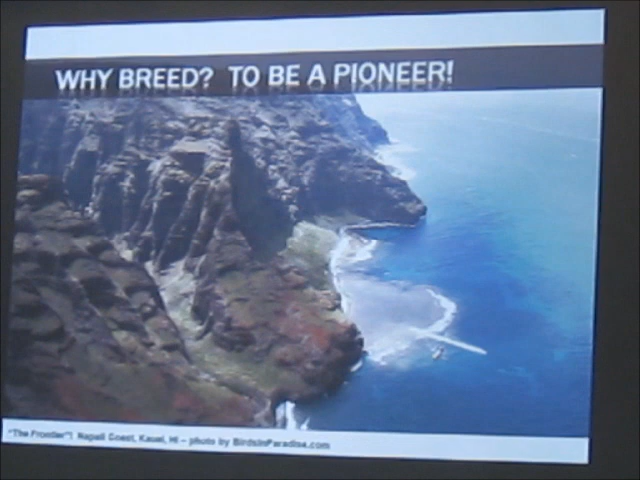 WHY BREED? TO BE A PIONEER!
"The Frontier"! Napali Coast, Kauai, HI – photo by BirdsInParadise.com